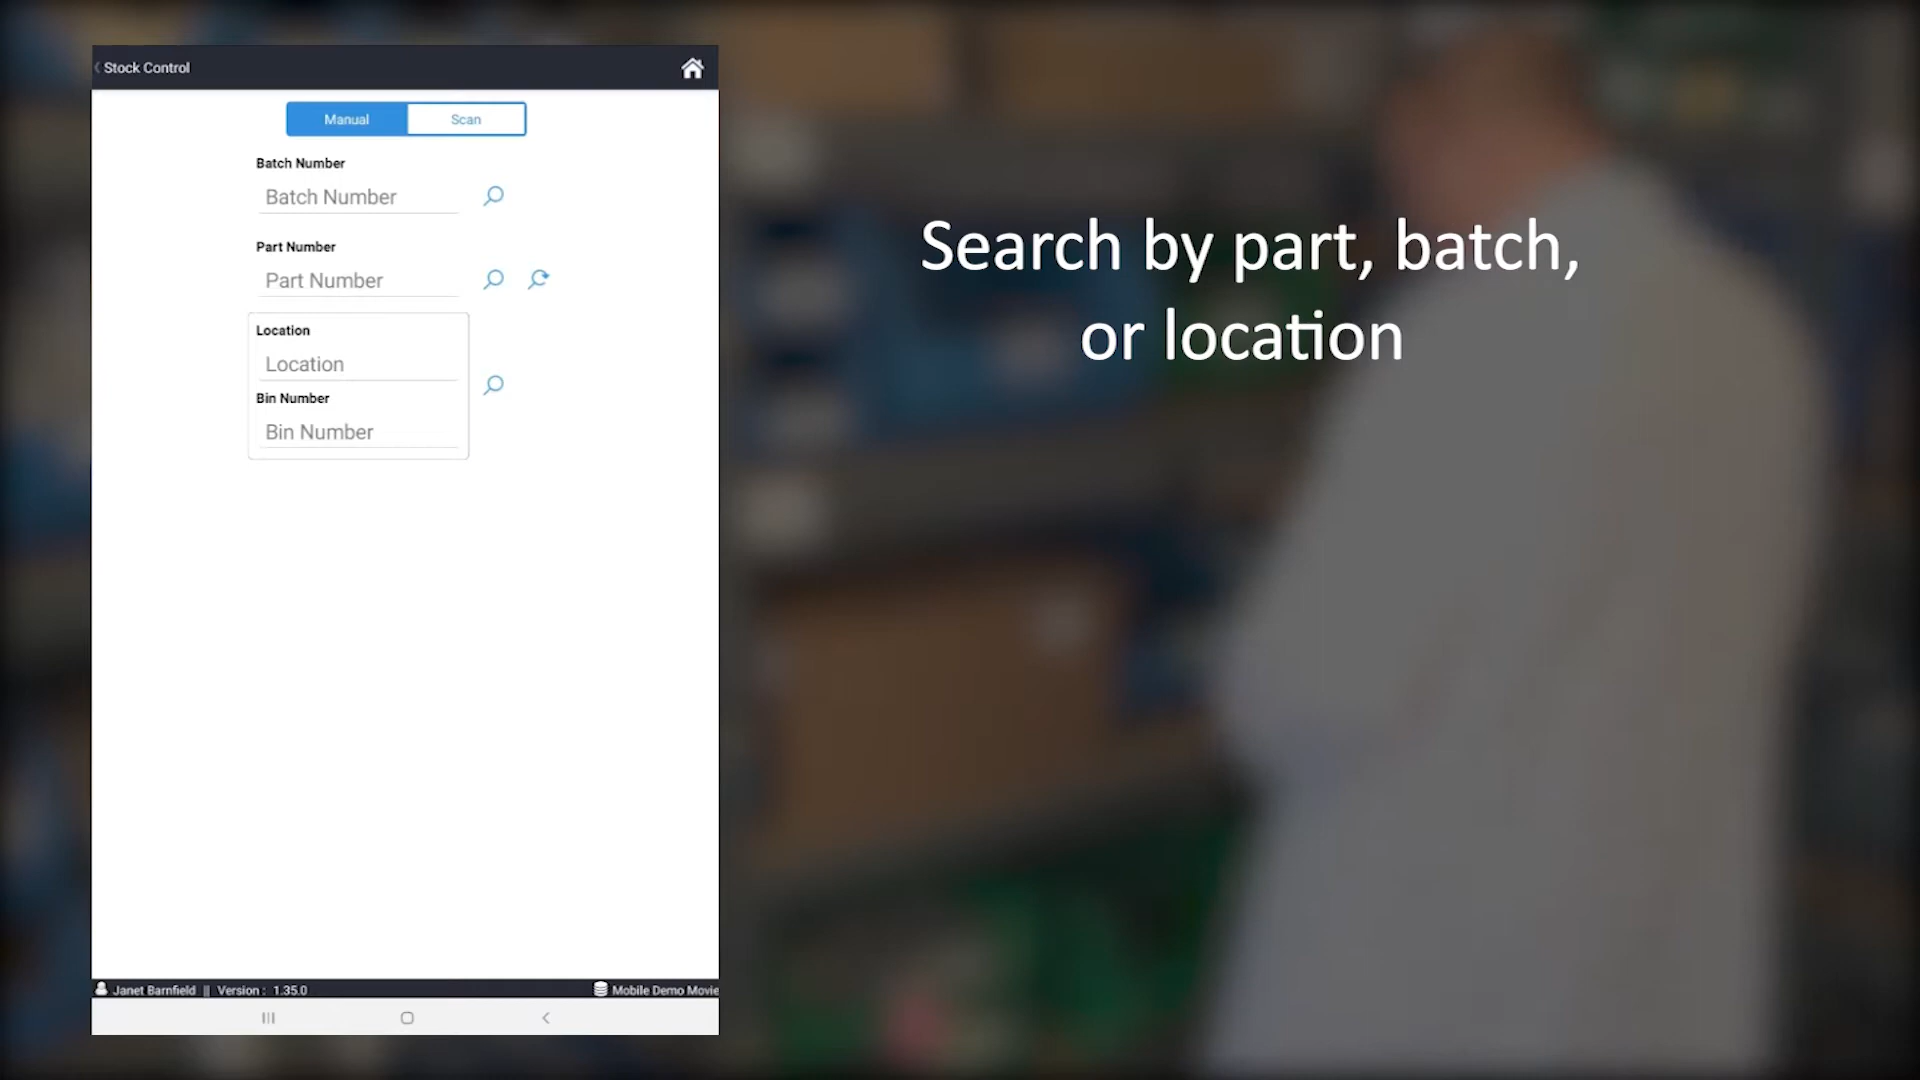 Stock Control
Manual
Scan
Batch Number
Batch Number
Part Number
Part Number
Location
Location
Bin Number
Bin Number
Janet Barnfield || Version : 1.35.0
Mobile Demo Movie
Search by part, batch,
or location